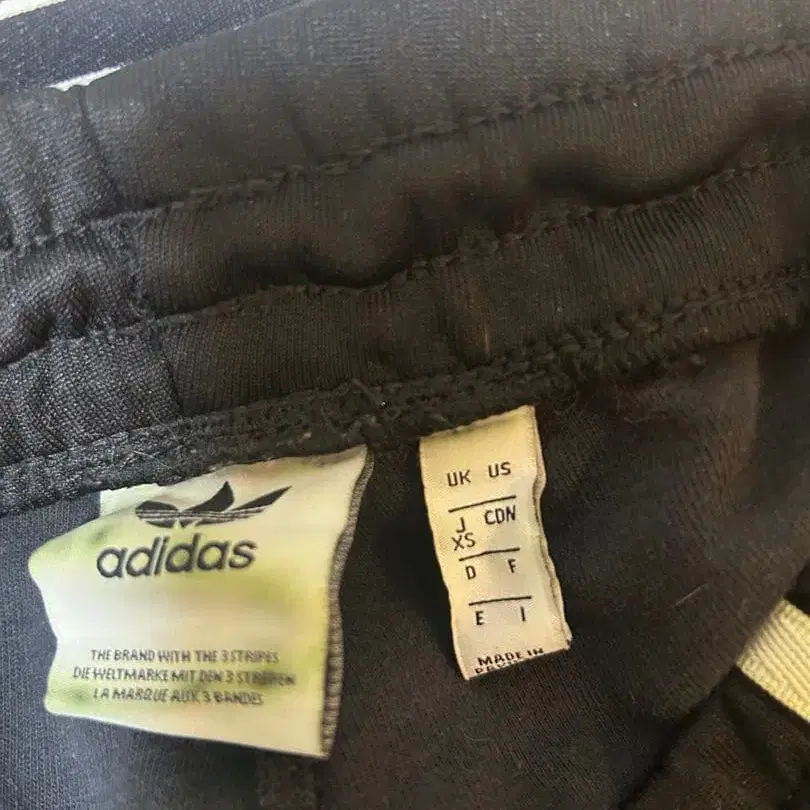 adidas
THE BRAND WITH THE 3 STRIPES
DIE WELTMARKE MIT DEN 3 STREIFEN
LA MARQUE AUX 3 BANDES
UK US
J CDN
XS
D F
E I
MADE IN